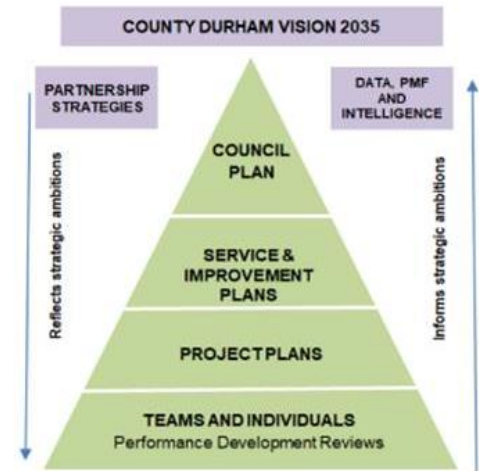 COUNTY DURHAM VISION 2035
PARTNERSHIP
STRATEGIES
DATA, PMF
AND
INTELLIGENCE
COUNCIL
PLAN
Reflects strategic ambitions
Informs strategic ambitions
SERVICE &
IMPROVEMENT
PLANS
PROJECT PLANS
TEAMS AND INDIVIDUALS
Performance Development Reviews